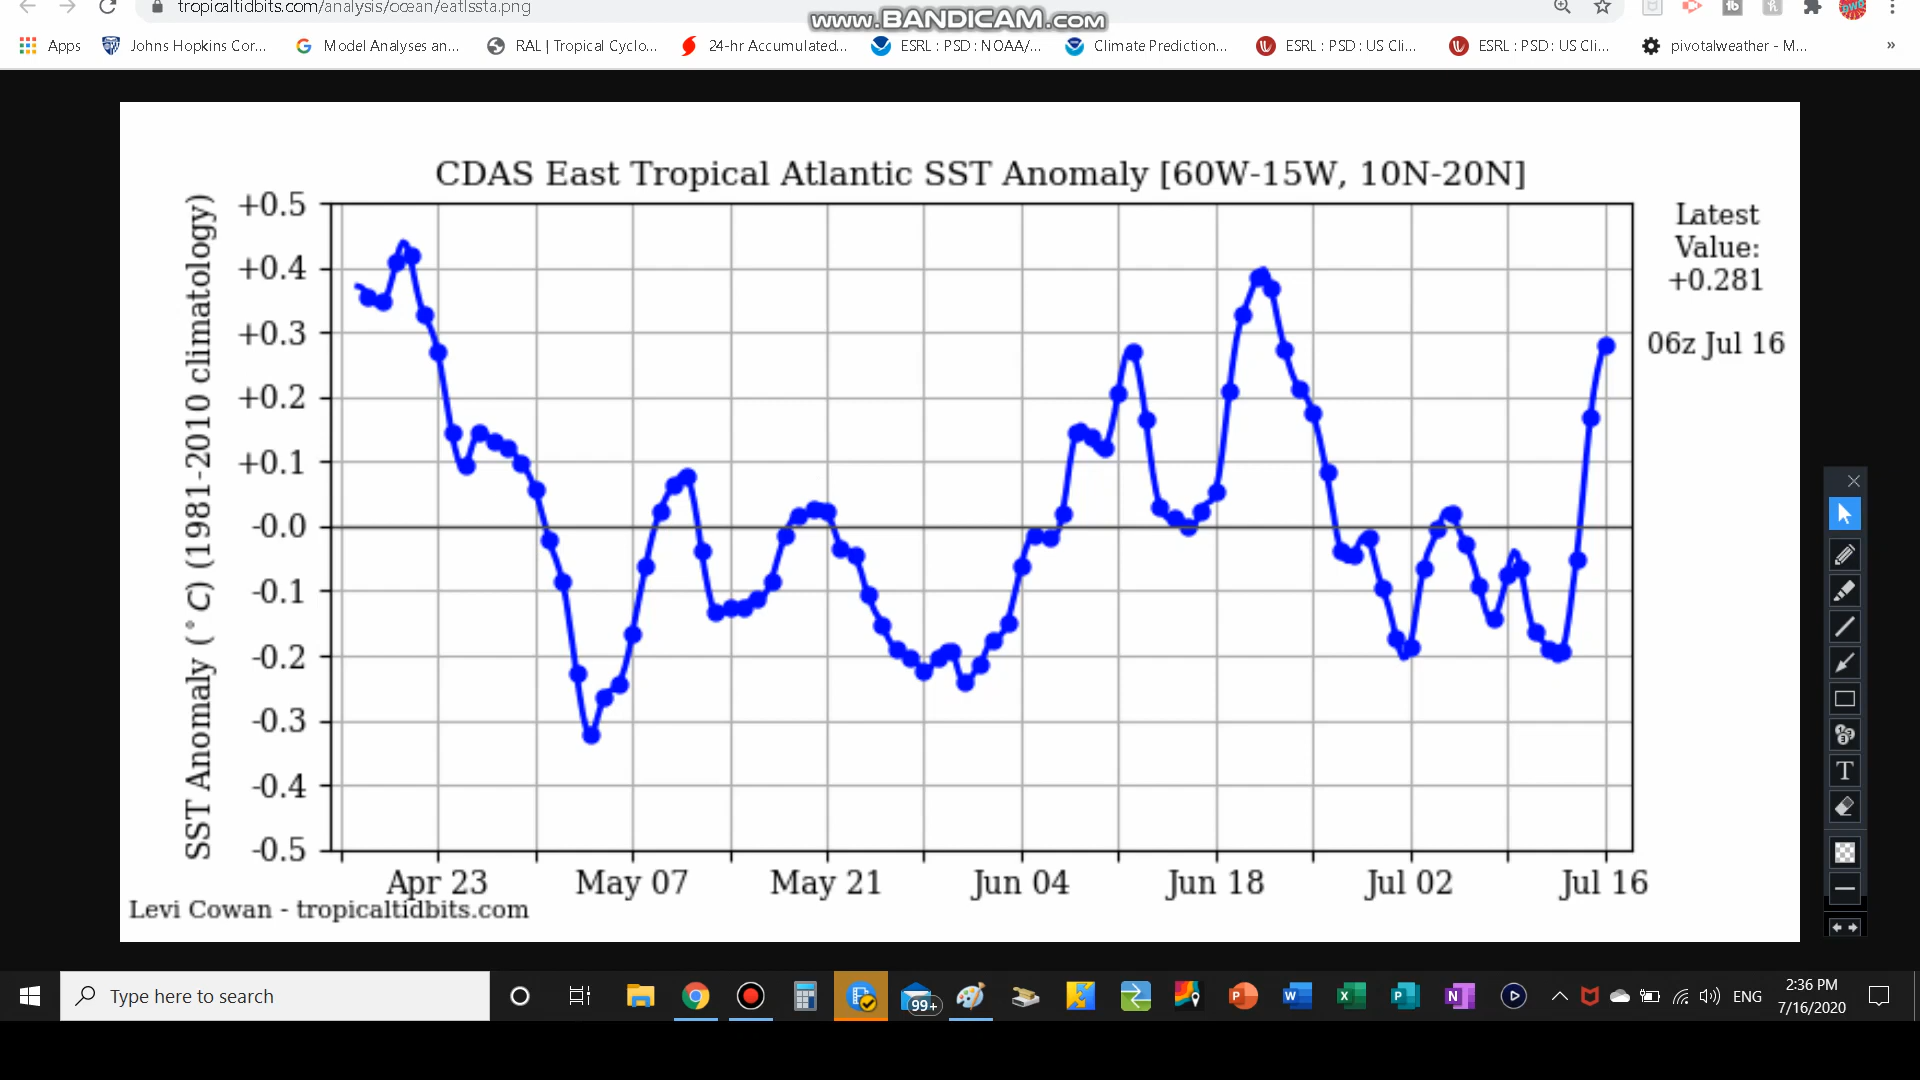 tropicaltidbits.com/analysis/ocean/eatlssta.png
www.BANDICAM.com
Apps
Johns Hopkins Cor...
Model Analyses an...
RAL | Tropical Cyclo...
24-hr Accumulated...
ESRL : PSD : NOAA/...
Climate Prediction...
ESRL : PSD : US Cli...
ESRL : PSD : US Cli...
pivotalweather - M...
»
CDAS East Tropical Atlantic SST Anomaly [60W-15W, 10N-20N]
SST Anomaly (°C) (1981-2010 climatology)
+0.5
+0.4
+0.3
+0.2
+0.1
-0.0
-0.1
-0.2
-0.3
-0.4
-0.5
Latest
Value:
+0.281
06z Jul 16
Apr 23
May 07
May 21
Jun 04
Jun 18
Jul 02
Jul 16
Levi Cowan - tropicaltidbits.com
T
Type here to search
99+
ENG
2:36 PM
7/16/2020